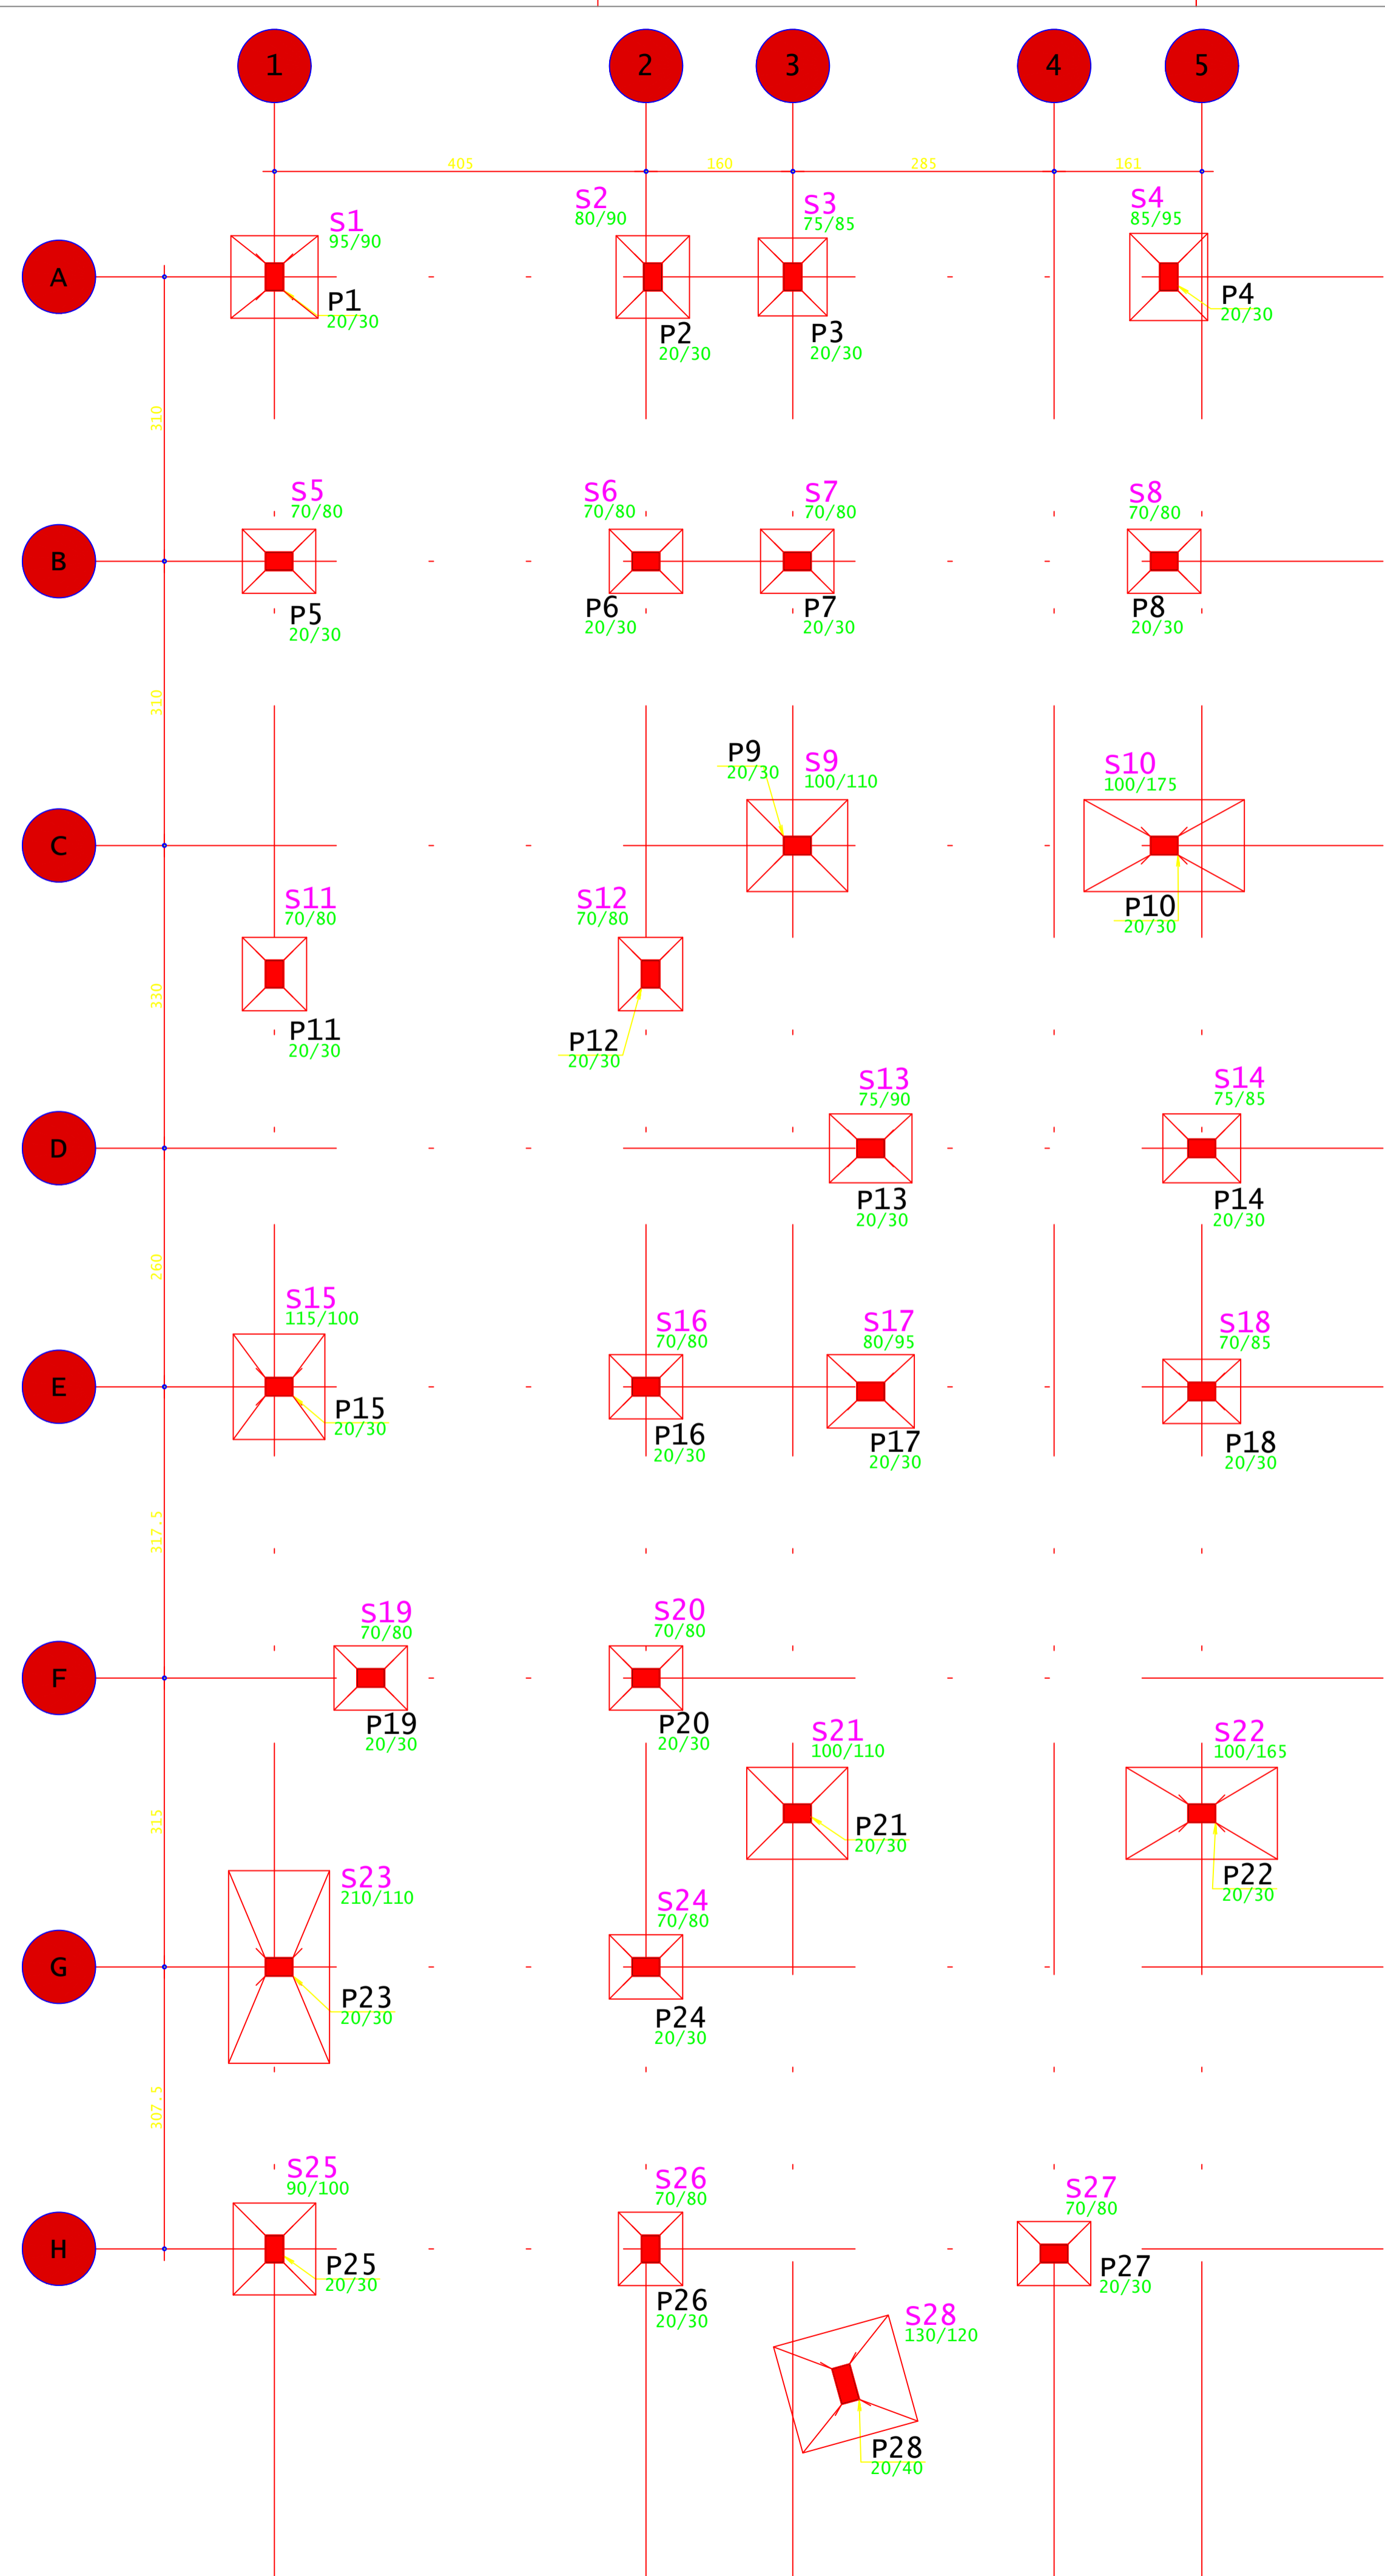 1
2
3
4
5
405
160
285
161
S1
95/90
S2
80/90
S3
75/85
S4
85/95
A
P1
20/30
P2
20/30
P3
20/30
P4
20/30
310
S5
70/80
S6
70/80
S7
70/80
S8
70/80
B
P5
20/30
P6
20/30
P7
20/30
P8
20/30
310
P9
20/30
S9
100/110
S10
100/175
C
S11
70/80
S12
70/80
P10
20/30
330
P11
20/30
P12
20/30
S13
75/90
S14
75/85
D
P13
20/30
P14
20/30
260
S15
115/100
S16
70/80
S17
80/95
S18
70/85
E
P15
20/30
P16
20/30
P17
20/30
P18
20/30
317.5
S19
70/80
S20
70/80
F
P19
20/30
P20
20/30
S21
100/110
S22
100/165
315
P21
20/30
P22
20/30
S23
210/110
S24
70/80
G
P23
20/30
P24
20/30
307.5
S25
90/100
S26
70/80
S27
70/80
H
P25
20/30
P26
20/30
P27
20/30
S28
130/120
P28
20/40